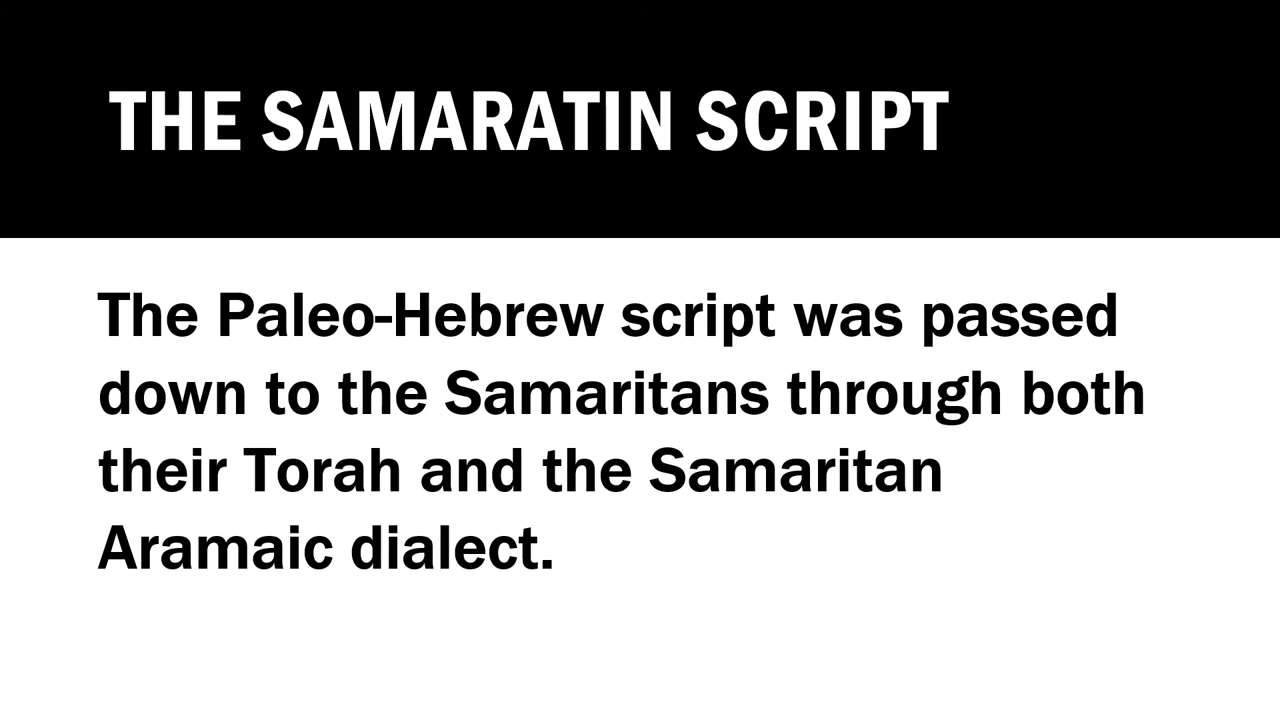 THE SAMARATIN SCRIPT
The Paleo-Hebrew script was passed
down to the Samaritans through both
their Torah and the Samaritan
Aramaic dialect.